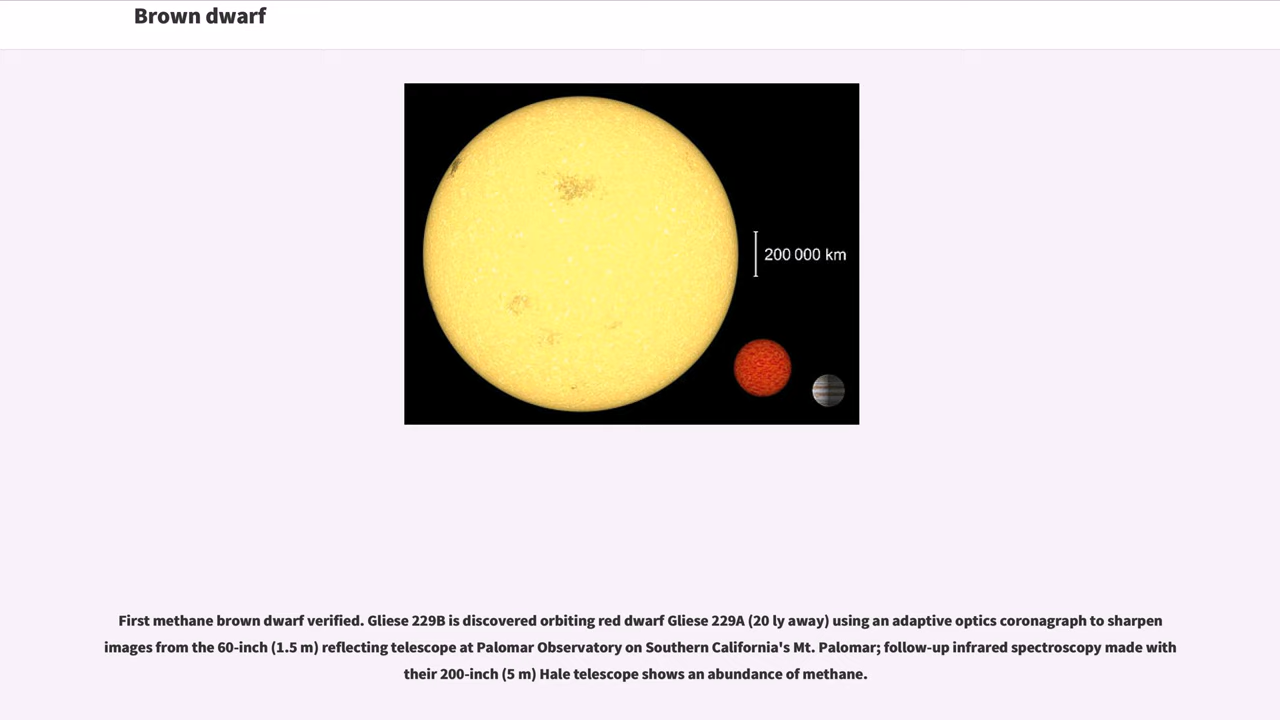 Brown dwarf
200 000 km
First methane brown dwarf verified. Gliese 229B is discovered orbiting red dwarf Gliese 229A (20 ly away) using an adaptive optics coronagraph to sharpen
images from the 60-inch (1.5 m) reflecting telescope at Palomar Observatory on Southern California's Mt. Palomar; follow-up infrared spectroscopy made with
their 200-inch (5 m) Hale telescope shows an abundance of methane.